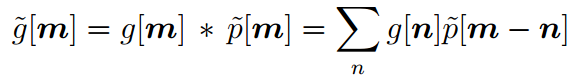 g̃[m] = g[m] ∗ p̃[m] = ∑ₙ g[n]p̃[m − n]